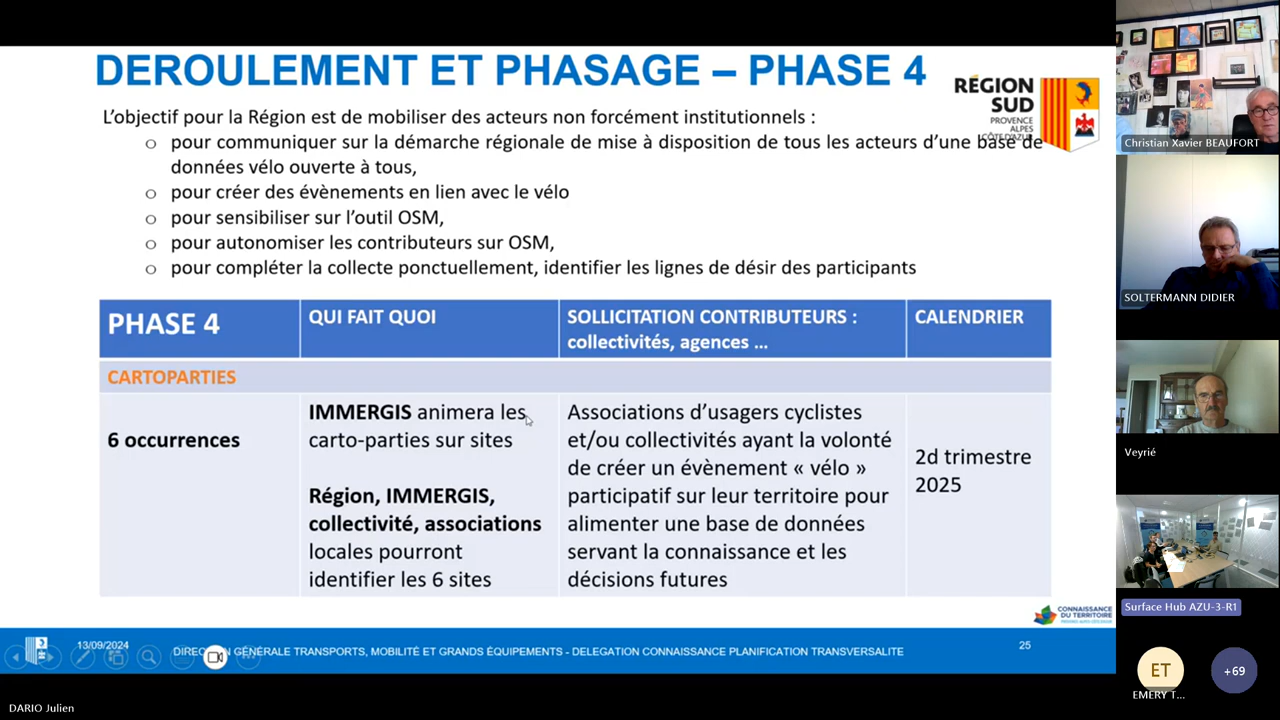 DEROULEMENT ET PHASAGE – PHASE 4
RÉGION
SUD
PROVENCE
ALPES
CÔTE D'AZUR
L'objectif pour la Région est de mobiliser des acteurs non forcément institutionnels :
o pour communiquer sur la démarche régionale de mise à disposition de tous les acteurs d'une base de
données vélo ouverte à tous,
o pour créer des évènements en lien avec le vélo
o pour sensibiliser sur l'outil OSM,
o pour autonomiser les contributeurs sur OSM,
o pour compléter la collecte ponctuellement, identifier les lignes de désir des participants
PHASE 4
QUI FAIT QUOI
SOLLICITATION CONTRIBUTEURS :
collectivités, agences ...
CALENDRIER
CARTOPARTIES
6 occurrences
IMMERGIS animera les
carto-parties sur sites
Région, IMMERGIS,
collectivité, associations
locales pourront
identifier les 6 sites
Associations d'usagers cyclistes
et/ou collectivités ayant la volonté
de créer un évènement « vélo »
participatif sur leur territoire pour
alimenter une base de données
servant la connaissance et les
décisions futures
2d trimestre
2025
CONNAISSANCE
DU TERRITOIRE
13/09/2024
DIREC GÉNÉRALE TRANSPORTS, MOBILITÉ ET GRANDS ÉQUIPEMENTS - DELEGATION CONNAISSANCE PLANIFICATION TRANSVERSALITE
25
DARIO Julien
Christian Xavier BEAUFORT
SOLTERMANN DIDIER
Veyrié
Surface Hub AZU-3-R1
ET
+69
EMERY T...